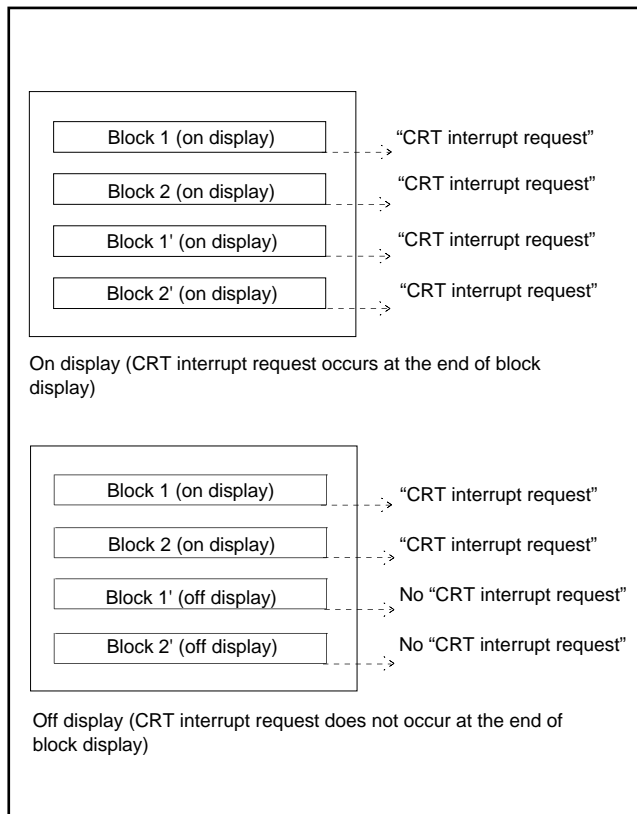 Block 1 (on display)
“CRT interrupt request”
Block 2 (on display)
“CRT interrupt request”
Block 1' (on display)
“CRT interrupt request”
Block 2' (on display)
“CRT interrupt request”
On display (CRT interrupt request occurs at the end of block
display)
Block 1 (on display)
“CRT interrupt request”
Block 2 (on display)
“CRT interrupt request”
Block 1' (off display)
No “CRT interrupt request”
Block 2' (off display)
No “CRT interrupt request”
Off display (CRT interrupt request does not occur at the end of
block display)